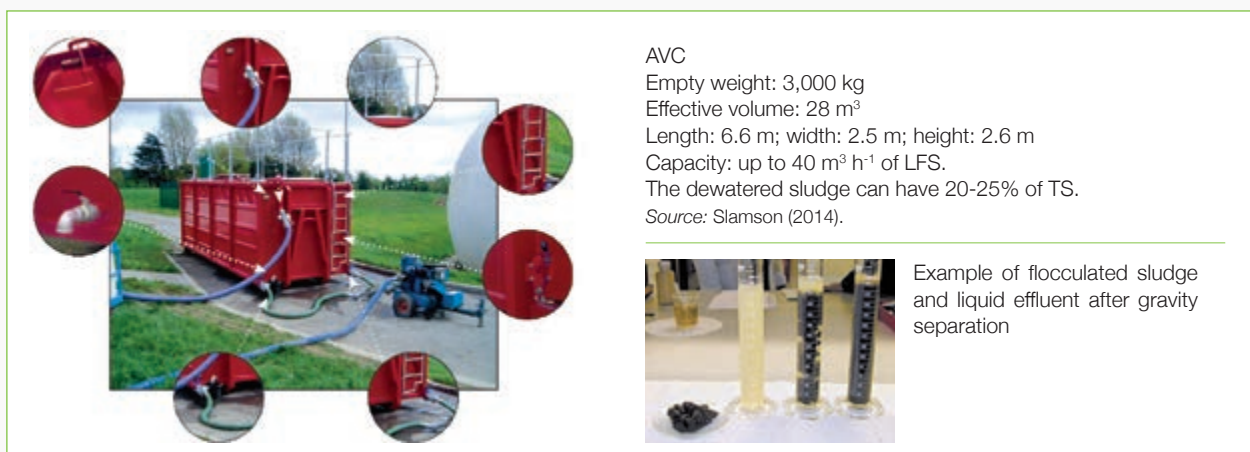 AVC
Empty weight: 3,000 kg
Effective volume: 28 m³
Length: 6.6 m; width: 2.5 m; height: 2.6 m
Capacity: up to 40 m³ h⁻¹ of LFS.
The dewatered sludge can have 20-25% of TS.
Source: Slamson (2014).
Example of flocculated sludge
and liquid effluent after gravity
separation